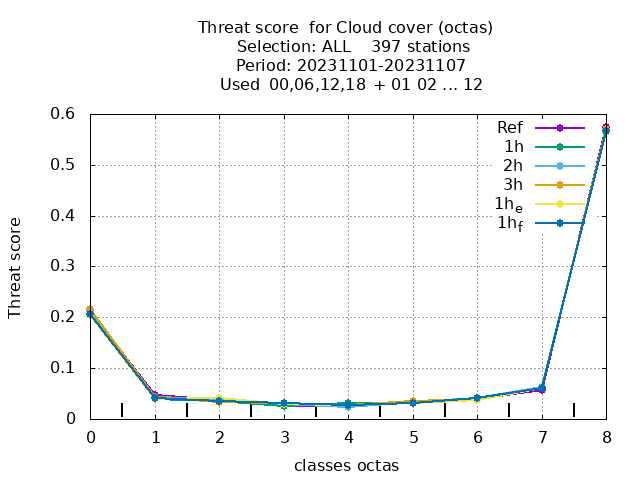 Threat score  for Cloud cover (octas)
Selection: ALL    397 stations
Period: 20231101-20231107
Used  00,06,12,18  + 01 02 ... 12
0.6
0.5
0.4
0.3
0.2
0.1
0
Threat score
Ref
1h
2h
3h
1h_e
1h_f
0 1 2 3 4 5 6 7 8
classes octas